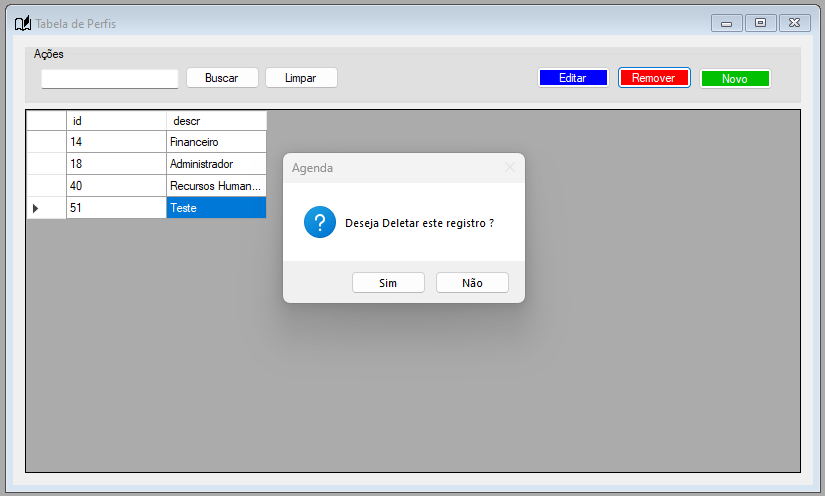 Tabela de Perfis
Ações
Buscar Limpar Editar Remover Novo
id descr
14 Financeiro
18 Administrador
40 Recursos Human...
51 Teste
Agenda
Deseja Deletar este registro ?
Sim Não